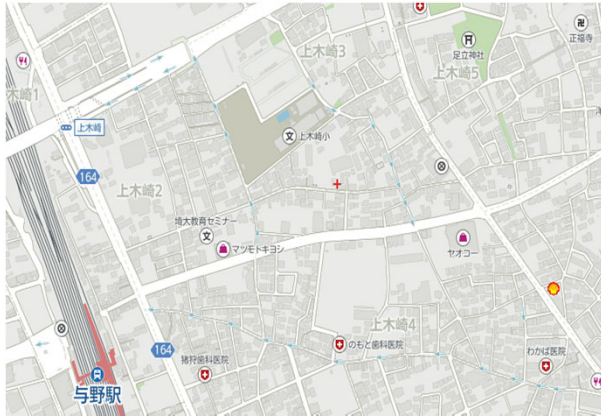 上木崎3
足立神社
正福寺
上木崎5
木崎1
上木崎
上木崎小
164
上木崎2
埼大教育セミナー
マツモトキヨシ
ヤオコー
上木崎4
164
のもと歯科医院
猪狩歯科医院
わかば医院
与野駅